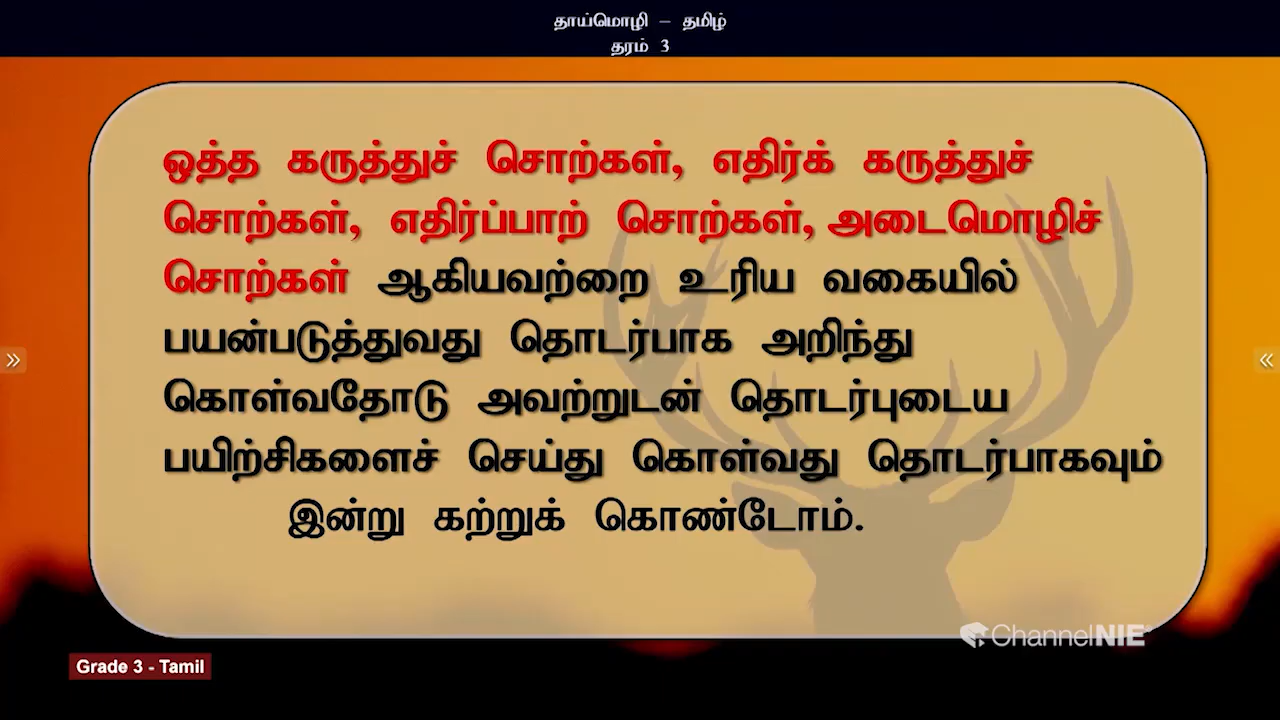 தாய்மொழி – தமிழ்
தரம் 3
ஒத்த கருத்துச் சொற்கள், எதிர்க் கருத்துச்
சொற்கள், எதிர்ப்பாற் சொற்கள், அடைமொழிச்
சொற்கள் ஆகியவற்றை உரிய வகையில்
பயன்படுத்துவது தொடர்பாக அறிந்து
கொள்வதோடு அவற்றுடன் தொடர்புடைய
பயிற்சிகளைச் செய்து கொள்வது தொடர்பாகவும்
இன்று கற்றுக் கொண்டோம்.
ChannelNIE
Grade 3 - Tamil